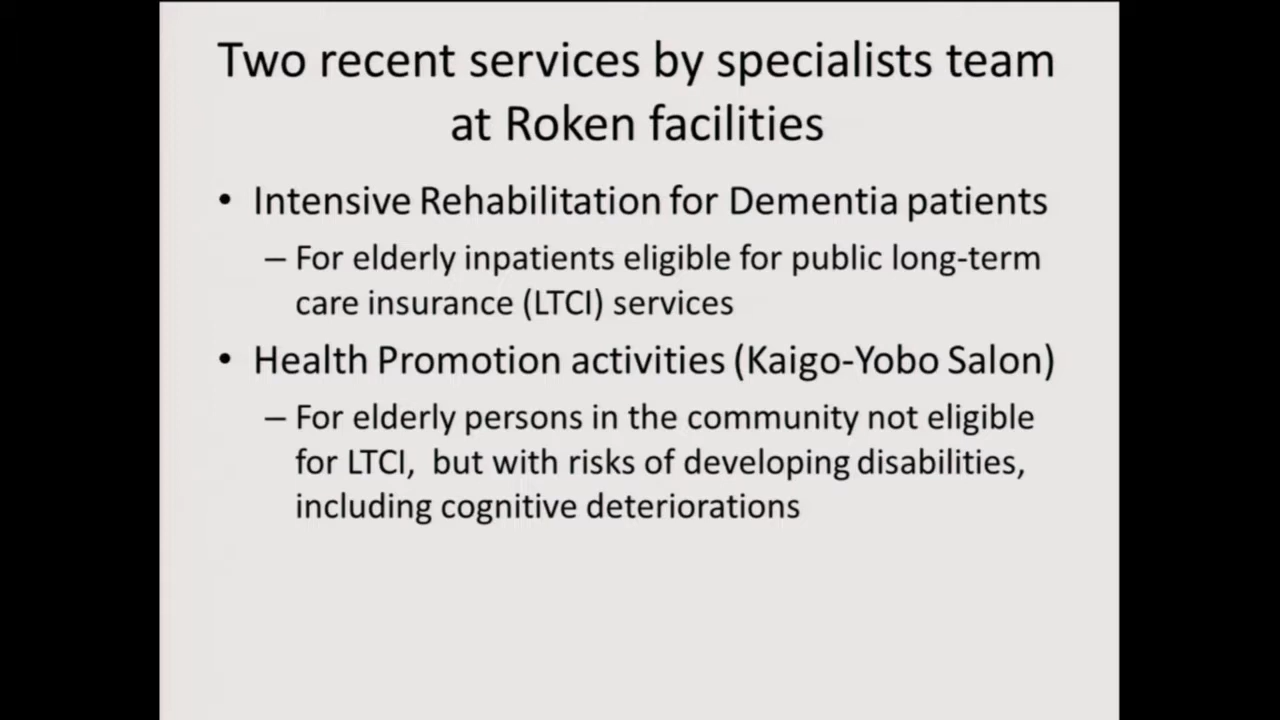 Two recent services by specialists team
at Roken facilities
• Intensive Rehabilitation for Dementia patients
– For elderly inpatients eligible for public long-term
care insurance (LTCI) services
• Health Promotion activities (Kaigo-Yobo Salon)
– For elderly persons in the community not eligible
for LTCI, but with risks of developing disabilities,
including cognitive deteriorations